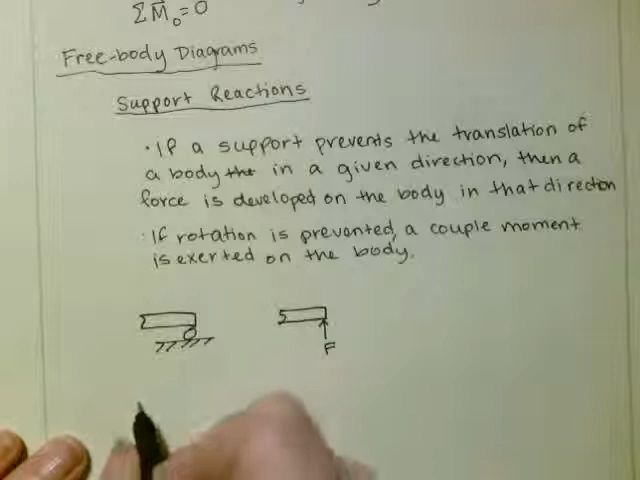 ΣM₀=0
Free-body Diagrams
Support Reactions
· If a support prevents the translation of
a body the in a given direction, then a
force is developed on the body in that direction
· If rotation is prevented, a couple moment
is exerted on the body.
F